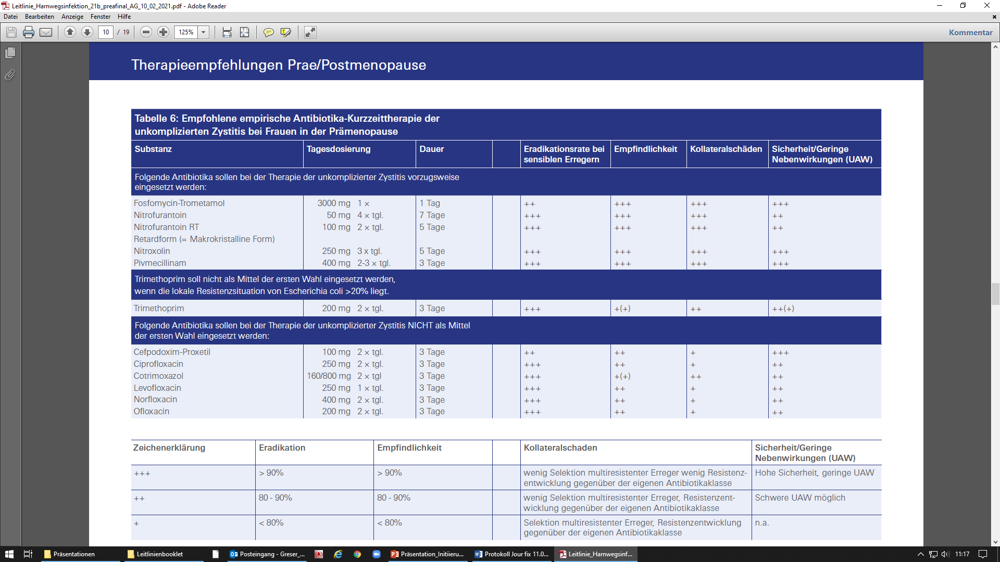 Leitlinie_Harnwegsinfektion_21b_preafinal_AG_10_02_2021.pdf - Adobe Reader
Datei Bearbeiten Anzeige Fenster Hilfe
10 / 19 125% Kommentar
Therapieempfehlungen Prae/Postmenopause
Tabelle 6: Empfohlene empirische Antibiotika-Kurzzeittherapie der
unkomplizierten Zystitis bei Frauen in der Prämenopause
Substanz Tagesdosierung Dauer Eradikationsrate bei sensiblen Erregern Empfindlichkeit Kollateralschäden Sicherheit/Geringe Nebenwirkungen (UAW)
Folgende Antibiotika sollen bei der Therapie der unkomplizierter Zystitis vorzugsweise
eingesetzt werden:
Fosfomycin-Trometamol 3000 mg 1 × 1 Tag ++ +++ +++ +++
Nitrofurantoin 50 mg 4 × tgl. 7 Tage +++ +++ +++ ++
Nitrofurantoin RT 100 mg 2 × tgl. 5 Tage +++ +++ +++ ++
Retardform (= Makrokristalline Form)
Nitroxolin 250 mg 3 x tgl. 5 Tage +++ +++ +++ +++
Pivmecillinam 400 mg 2-3 × tgl. 3 Tage +++ +++ +++ +++
Trimethoprim soll nicht als Mittel der ersten Wahl eingesetzt werden,
wenn die lokale Resistenzsituation von Escherichia coli >20% liegt.
Trimethoprim 200 mg 2 × tgl. 3 Tage +++ +(+) ++ ++(+)
Folgende Antibiotika sollen bei der Therapie der unkomplizierter Zystitis NICHT als Mittel
der ersten Wahl eingesetzt werden:
Cefpodoxim-Proxetil 100 mg 2 × tgl. 3 Tage ++ ++ + +++
Ciprofloxacin 250 mg 2 × tgl. 3 Tage +++ ++ + ++
Cotrimoxazol 160/800 mg 2 × tgl 3 Tage +++ +(+) ++ ++
Levofloxacin 250 mg 1 × tgl. 3 Tage +++ ++ + ++
Norfloxacin 400 mg 2 × tgl. 3 Tage +++ ++ + ++
Ofloxacin 200 mg 2 × tgl. 3 Tage +++ ++ + ++
Zeichenerklärung Eradikation Empfindlichkeit Kollateralschaden Sicherheit/Geringe Nebenwirkungen (UAW)
+++ > 90% > 90% wenig Selektion multiresistenter Erreger wenig Resistenz- Hohe Sicherheit, geringe UAW
entwicklung gegenüber der eigenen Antibiotikaklasse
++ 80 - 90% 80 - 90% wenig Selektion multiresistenter Erreger, Resistenzent- Schwere UAW möglich
wicklung gegenüber der eigenen Antibiotikaklasse
+ < 80% < 80% Selektion multiresistenter Erreger, Resistenzentwicklung n.a.
gegenüber der eigenen Antibiotikaklasse
Präsentationen Leitlinienbooklet Posteingang - Greser_... Präsentation_Initiieru... Protokoll Jour fix 11.0... Leitlinie_Harnwegsinf... 11:17